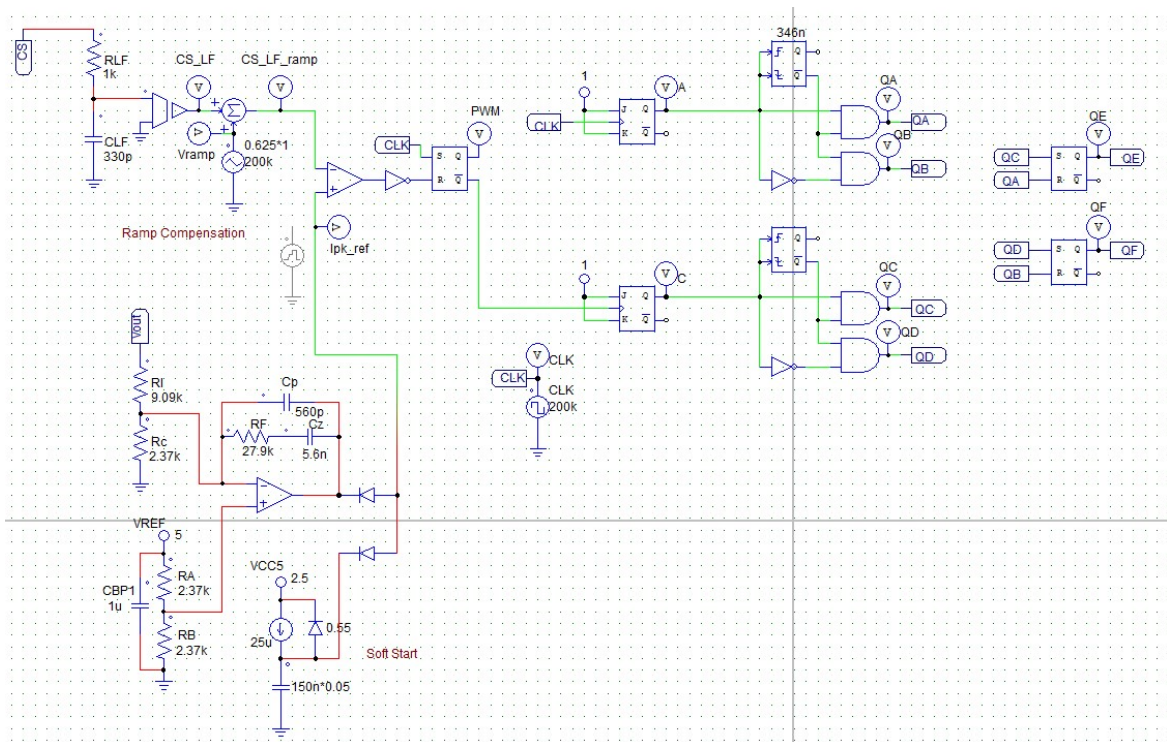 CS
RLF
1k
CLF
330p
CS_LF
CS_LF_ramp
V
V
Σ
V
Vramp
0.625*1
200k
Ramp Compensation
V
Ipk_ref
CLK
PWM
V
S Q
R Q
1
CLK
J Q
K Q
V A
346n
Q
Q
QA
V
QA
QB
V
QB
QC
QA
S Q
R Q
QE
V
QE
QD
QB
S Q
R Q
QF
V
QF
1
J Q
K Q
V C
Q
Q
QC
V
QC
V QD
QD
V CLK
CLK
CLK
200k
Vout
RI
9.09k
Rc
2.37k
Cp
560p
RF
27.9k
Cz
5.6n
VREF
5
RA
2.37k
CBP1
1u
RB
2.37k
VCC5
2.5
25u
0.55
150n*0.05
Soft Start